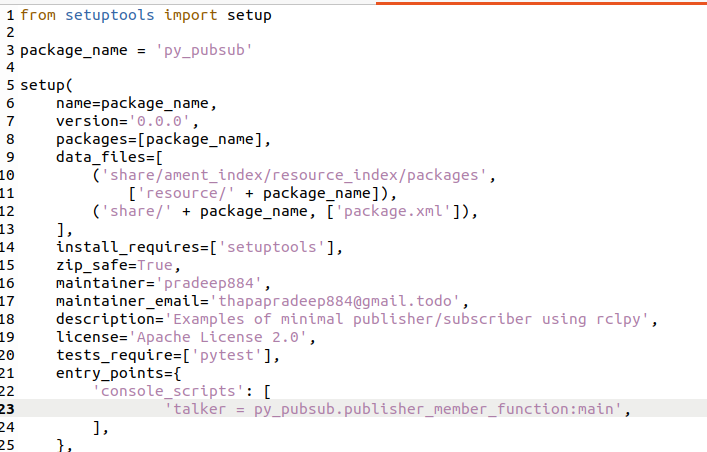 1 from setuptools import setup
2
3 package_name = 'py_pubsub'
4
5 setup(
6     name=package_name,
7     version='0.0.0',
8     packages=[package_name],
9     data_files=[
10         ('share/ament_index/resource_index/packages',
11             ['resource/' + package_name]),
12         ('share/' + package_name, ['package.xml']),
13     ],
14     install_requires=['setuptools'],
15     zip_safe=True,
16     maintainer='pradeep884',
17     maintainer_email='thapapradeep884@gmail.todo',
18     description='Examples of minimal publisher/subscriber using rclpy',
19     license='Apache License 2.0',
20     tests_require=['pytest'],
21     entry_points={
22         'console_scripts': [
23                 'talker = py_pubsub.publisher_member_function:main',
24         ],
25     },